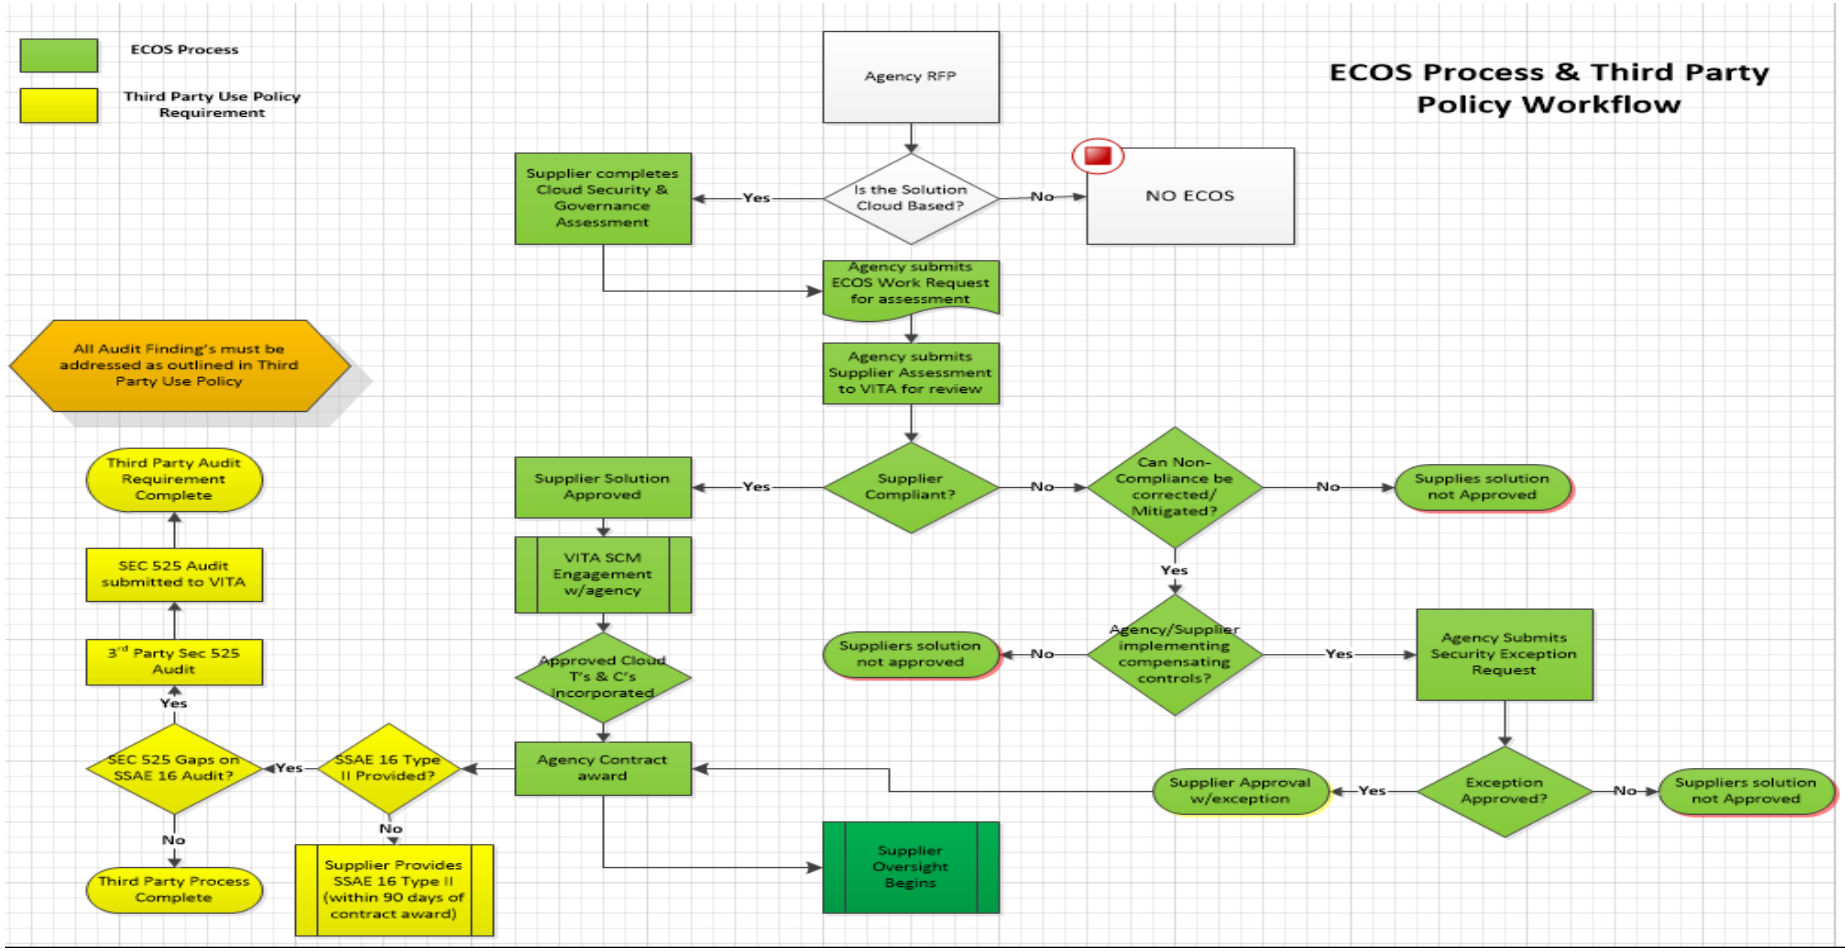 ECOS Process
Third Party Use Policy
Requirement
ECOS Process & Third Party
Policy Workflow
Agency RFP
Is the Solution
Cloud Based?
Yes
No
NO ECOS
Supplier completes
Cloud Security &
Governance
Assessment
Agency submits
ECOS Work Request
for assessment
Agency submits
Supplier Assessment
to VITA for review
All Audit Finding's must be
addressed as outlined in Third
Party Use Policy
Supplier
Compliant?
Yes
No
Supplier Solution
Approved
Can Non-
Compliance be
corrected/
Mitigated?
No
Supplies solution
not Approved
Yes
VITA SCM
Engagement
w/agency
Agency/Supplier
implementing
compensating
controls?
No
Suppliers solution
not approved
Yes
Agency Submits
Security Exception
Request
Approved Cloud
T's & C's
Incorporated
Exception
Approved?
Yes
No
Supplier Approval
w/exception
Suppliers solution
not Approved
Agency Contract
award
Supplier
Oversight
Begins
SSAE 16 Type
II Provided?
Yes
No
Supplier Provides
SSAE 16 Type II
(within 90 days of
contract award)
SEC 525 Gaps on
SSAE 16 Audit?
Yes
No
Third Party Process
Complete
3rd Party Sec 525
Audit
SEC 525 Audit
submitted to VITA
Third Party Audit
Requirement
Complete